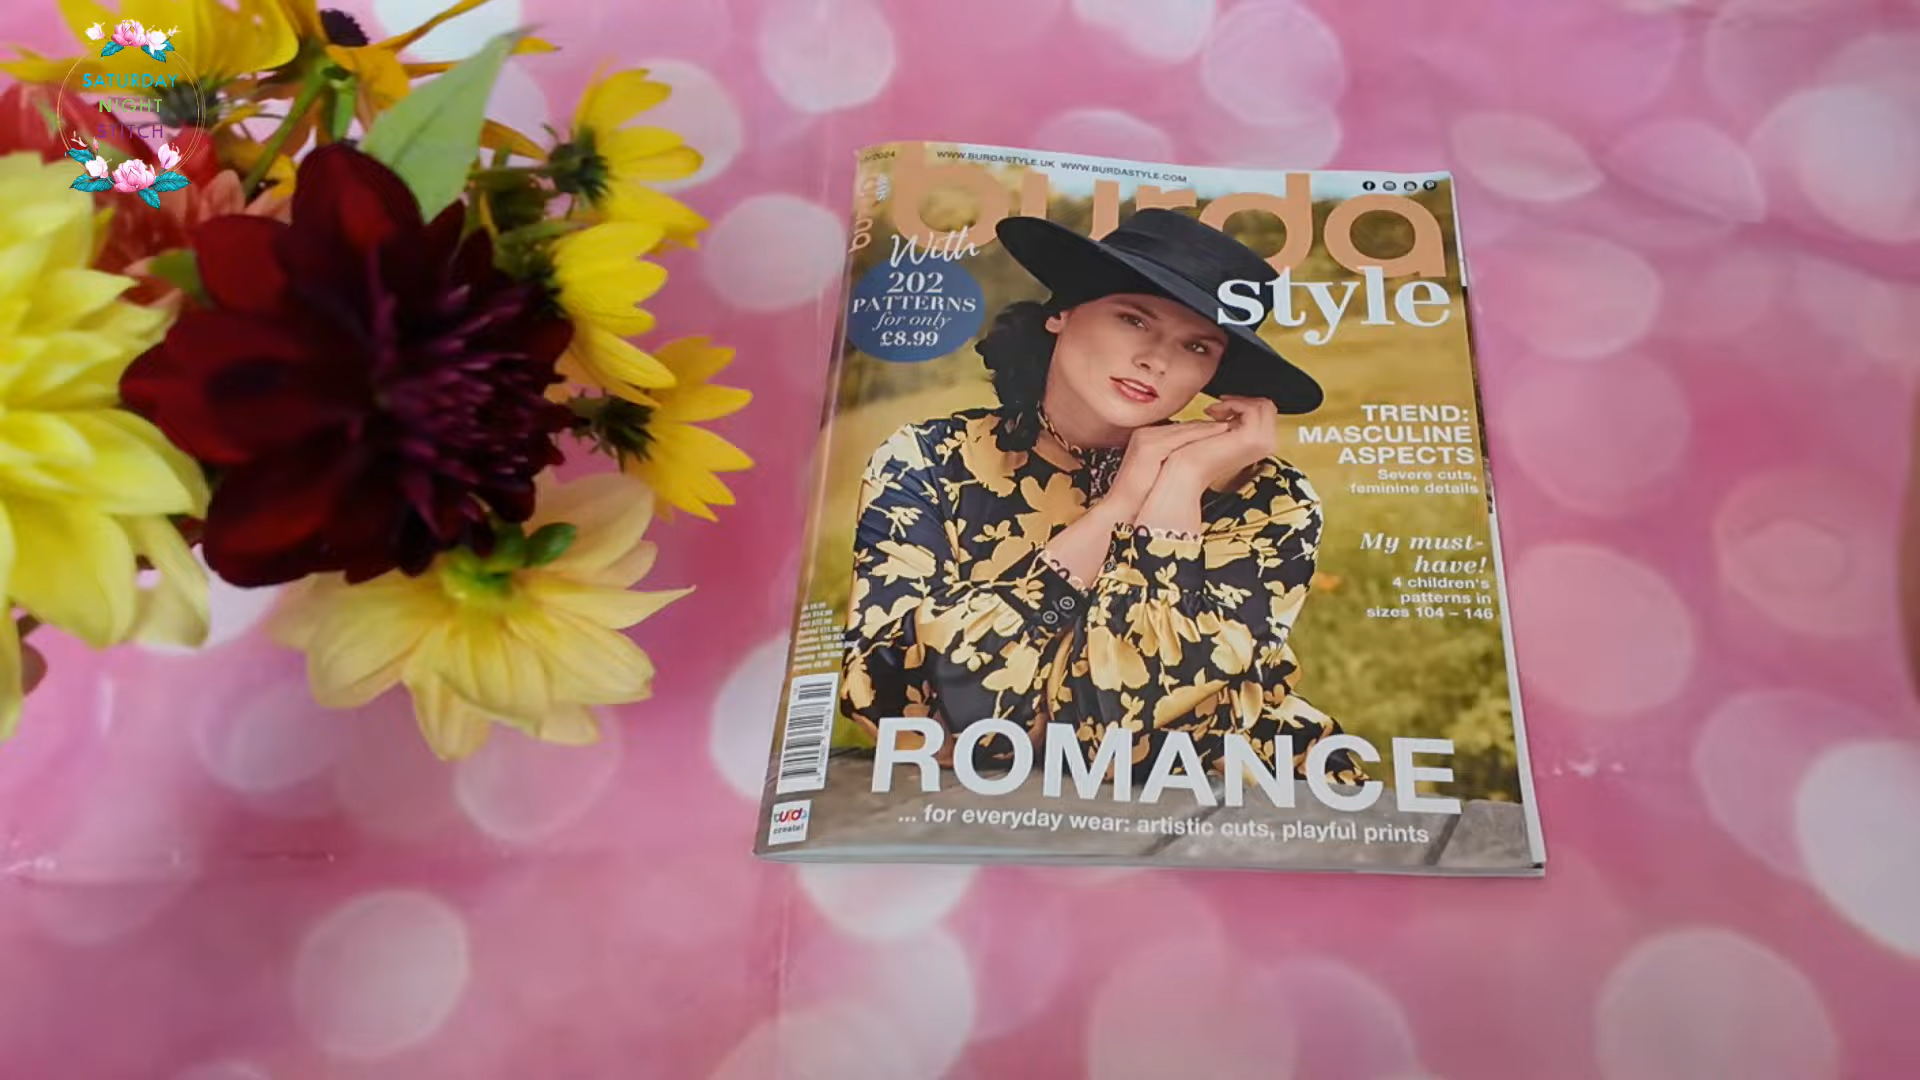 SATURDAY
NIGHT
STITCH
/2024
WWW.BURDASTYLE.UK WWW.BURDASTYLE.COM
burda
style
With
202
PATTERNS
for only
£8.99
TREND:
MASCULINE
ASPECTS
Severe cuts,
feminine details
My must-
have!
4 children's
patterns in
sizes 104 – 146
ROMANCE
... for everyday wear: artistic cuts, playful prints
burda
create!